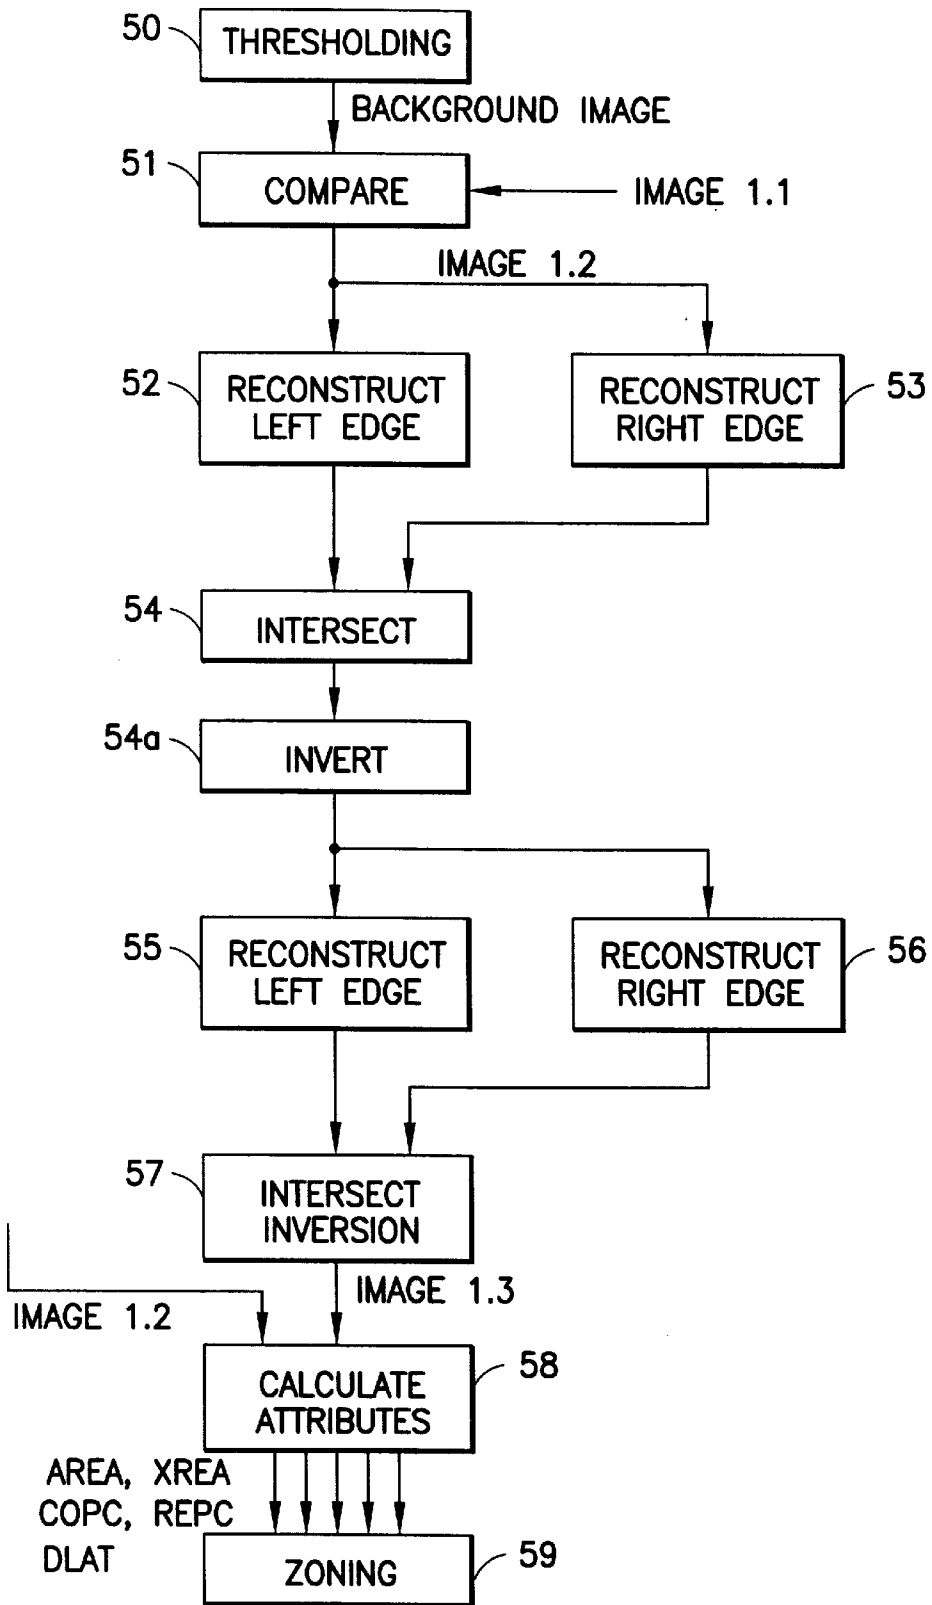 50
THRESHOLDING
BACKGROUND IMAGE
51
COMPARE
IMAGE 1.1
IMAGE 1.2
52
RECONSTRUCT
LEFT EDGE
RECONSTRUCT
RIGHT EDGE
53
54
INTERSECT
54a
INVERT
55
RECONSTRUCT
LEFT EDGE
RECONSTRUCT
RIGHT EDGE
56
57
INTERSECT
INVERSION
IMAGE 1.3
IMAGE 1.2
CALCULATE
ATTRIBUTES
58
AREA, XREA
COPC, REPC
DLAT
ZONING
59